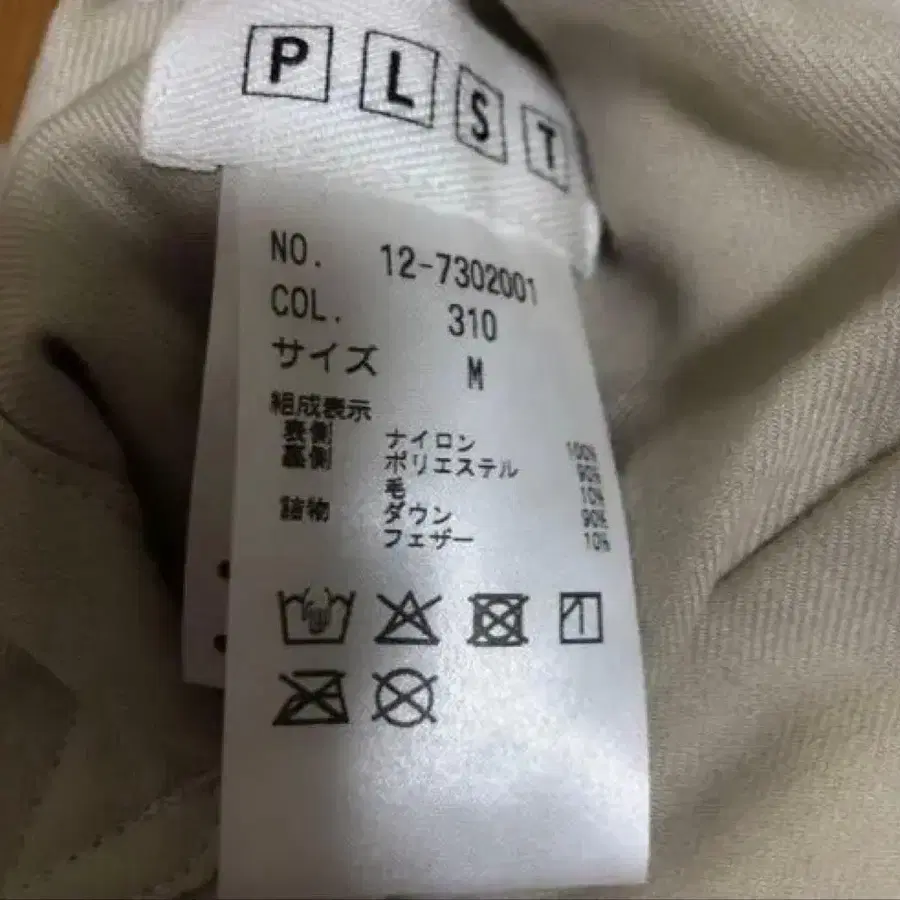 PLST
NO. 12-7302001
COL. 310
サイズ M
組成表示
表側 ナイロン 100%
裏側 ポリエステル 90%
毛 10%
詰物 ダウン 90%
フェザー 10%